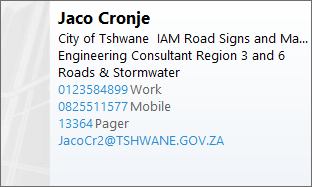 Jaco Cronje
City of Tshwane IAM Road Signs and Ma...
Engineering Consultant Region 3 and 6
Roads & Stormwater
0123584899 Work
0825511577 Mobile
13364 Pager
JacoCr2@TSHWANE.GOV.ZA